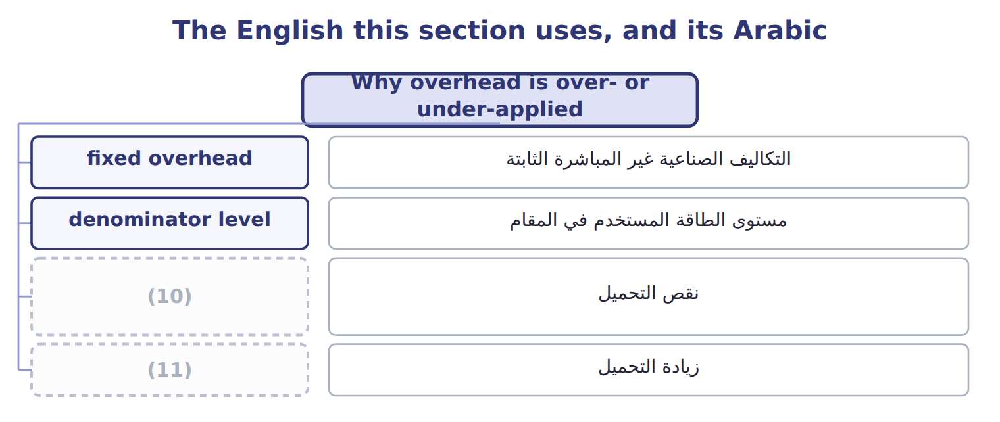 The English this section uses, and its Arabic
Why overhead is over- or
under-applied
fixed overhead
التكاليف الصناعية غير المباشرة الثابتة
denominator level
مستوى الطاقة المستخدم في المقام
(10)
نقص التحميل
(11)
زيادة التحميل